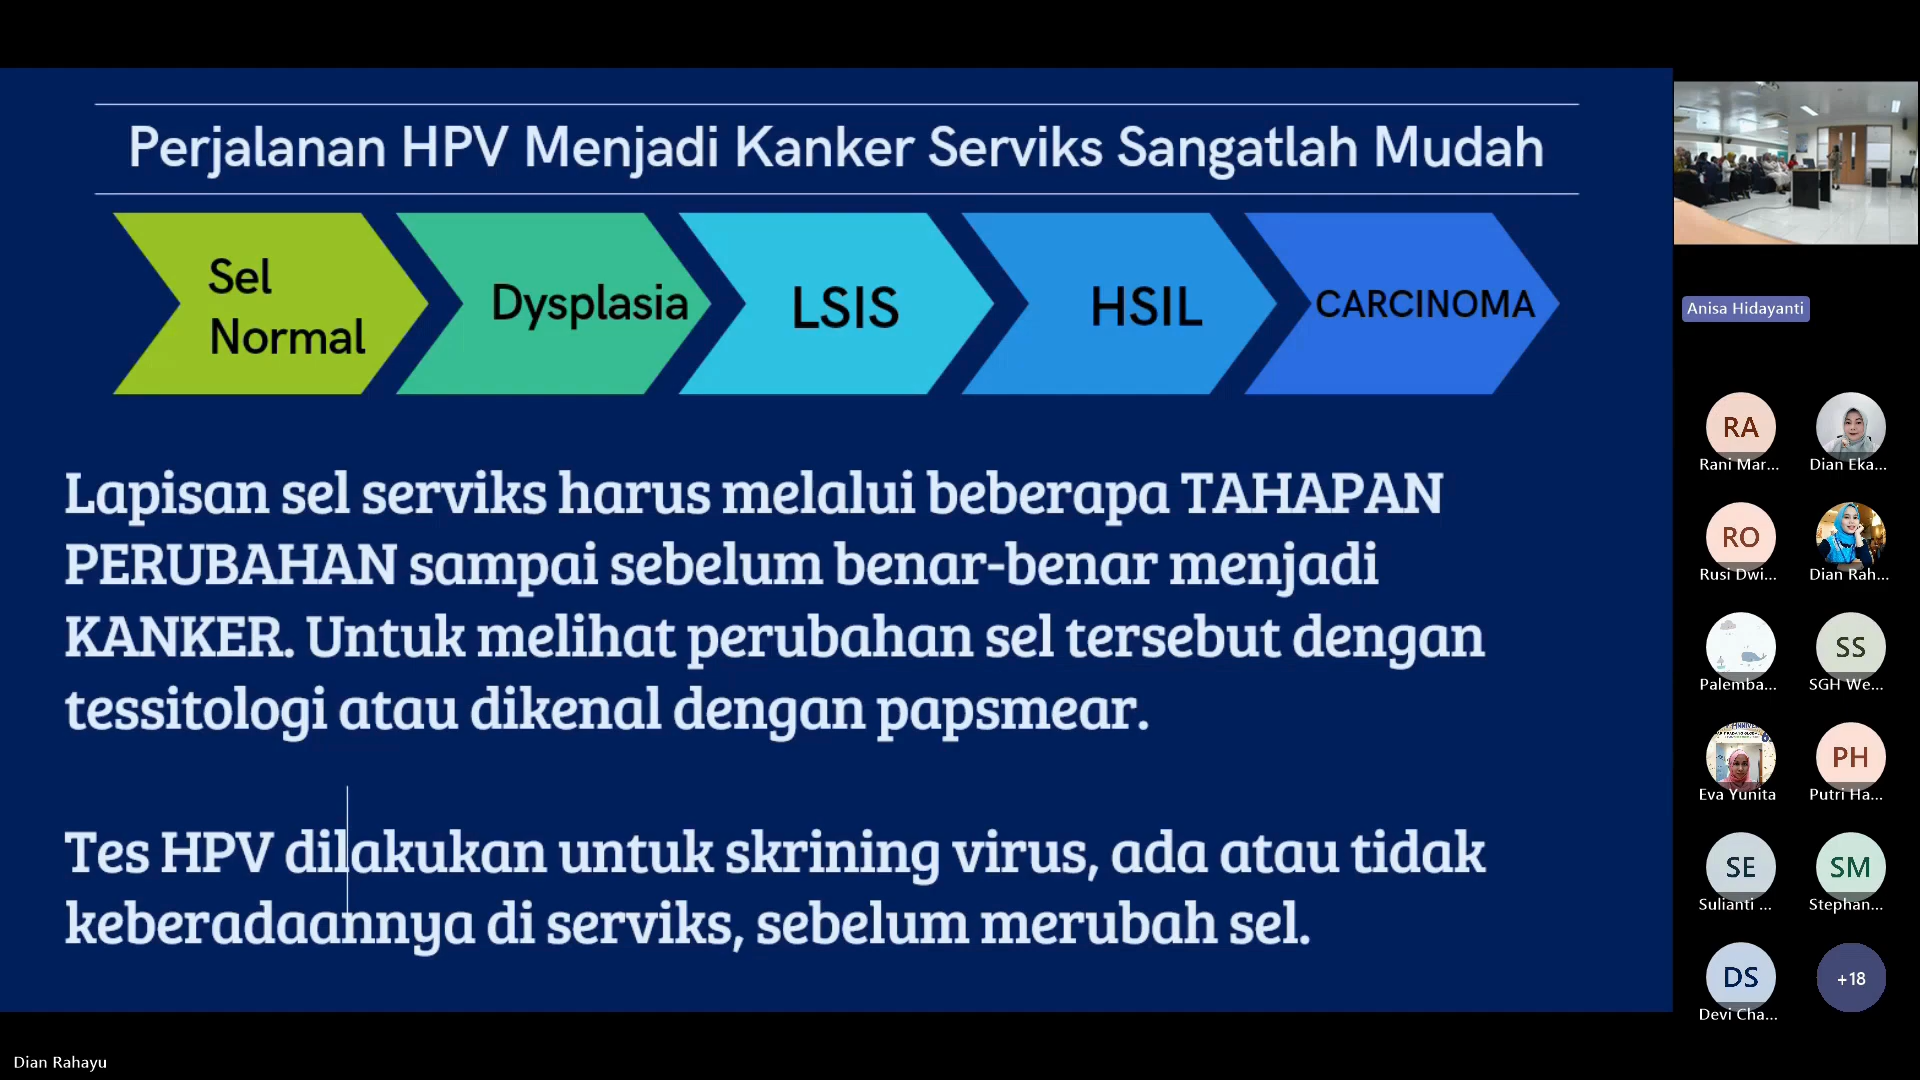 Perjalanan HPV Menjadi Kanker Serviks Sangatlah Mudah
Sel
Normal
Dysplasia
LSIS
HSIL
CARCINOMA
Lapisan sel serviks harus melalui beberapa TAHAPAN
PERUBAHAN sampai sebelum benar-benar menjadi
KANKER. Untuk melihat perubahan sel tersebut dengan
tessitologi atau dikenal dengan papsmear.
Tes HPV dilakukan untuk skrining virus, ada atau tidak
keberadaannya di serviks, sebelum merubah sel.
Anisa Hidayanti
RA
Rani Mar...
Dian Eka...
RO
Rusi Dwi...
Dian Rah...
Palemba...
SS
SGH We...
Eva Yunita
PH
Putri Ha...
SE
Sulianti ...
SM
Stephan...
DS
Devi Cha...
+18
Dian Rahayu